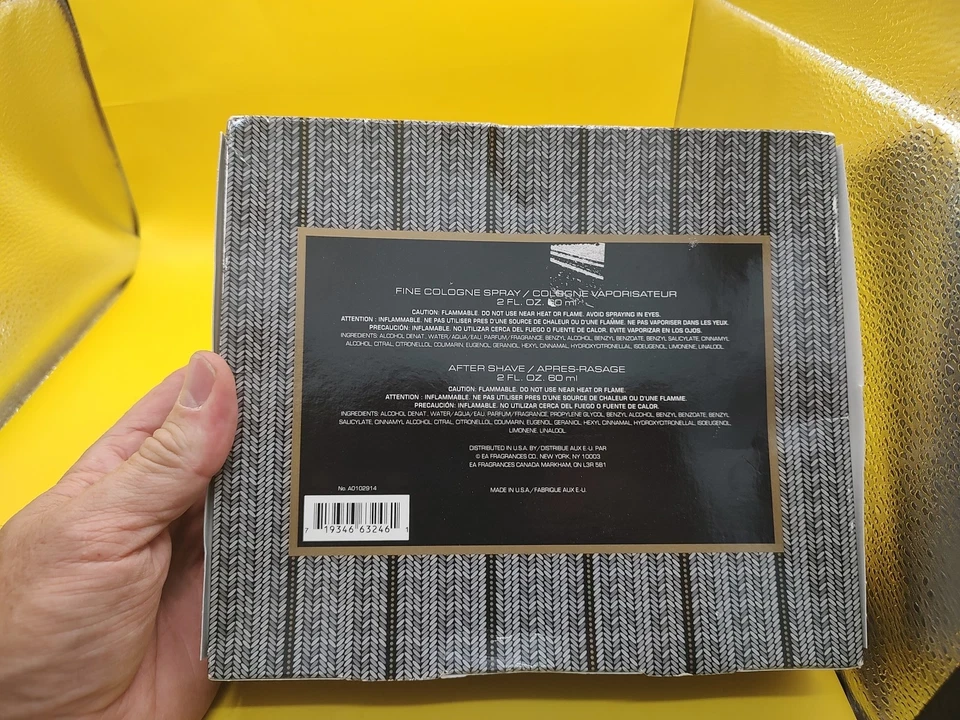 FINE COLOGNE SPRAY / COLOGNE VAPORISATEUR
2 FL. OZ. 60 ml
CAUTION: FLAMMABLE. DO NOT USE NEAR HEAT OR FLAME. AVOID SPRAYING IN EYES.
ATTENTION : INFLAMMABLE. NE PAS UTILISER PRES D'UNE SOURCE DE CHALEUR OU D'UNE FLAMME. NE PAS VAPORISER DANS LES YEUX.
PRECAUCIÓN: INFLAMABLE. NO UTILIZAR CERCA DEL FUEGO O FUENTE DE CALOR. EVITE VAPORIZAR EN LOS OJOS.
INGREDIENTS: ALCOHOL DENAT., WATER/AQUA/EAU, PARFUM/FRAGRANCE, BENZYL ALCOHOL, BENZYL BENZOATE, BENZYL SALICYLATE, CINNAMYL
ALCOHOL, CITRAL, CITRONELLOL, COUMARIN, EUGENOL, GERANIOL, HEXYL CINNAMAL, HYDROXYCITRONELLAL, ISOEUGENOL, LIMONENE, LINALOOL
AFTER SHAVE / APRES-RASAGE
2 FL. OZ. 60 ml
CAUTION: FLAMMABLE. DO NOT USE NEAR HEAT OR FLAME.
ATTENTION : INFLAMMABLE. NE PAS UTILISER PRES D'UNE SOURCE DE CHALEUR OU D'UNE FLAMME.
PRECAUCIÓN: INFLAMABLE. NO UTILIZAR CERCA DEL FUEGO O FUENTE DE CALOR.
INGREDIENTS: ALCOHOL DENAT., WATER/AQUA/EAU, PARFUM/FRAGRANCE, PROPYLENE GLYCOL, BENZYL ALCOHOL, BENZYL BENZOATE, BENZYL
SALICYLATE, CINNAMYL ALCOHOL, CITRAL, CITRONELLOL, COUMARIN, EUGENOL, GERANIOL, HEXYL CINNAMAL, HYDROXYCITRONELLAL, ISOEUGENOL,
LIMONENE, LINALOOL
DISTRIBUTED IN U.S.A. BY/DISTRIBUE AUX E.-U. PAR
© EA FRAGRANCES CO., NEW YORK, NY 10003
EA FRAGRANCES CANADA MARKHAM, ON L3R 5B1
No. A0102914
MADE IN U.S.A./FABRIQUE AUX E.-U.
7 19346 63246 1